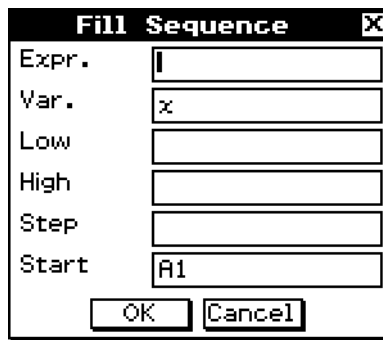 Fill Sequence X
Expr.
Var. x
Low
High
Step
Start A1
OK Cancel